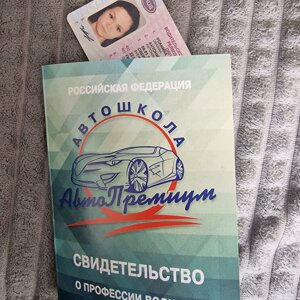 РОССИЙСКАЯ ФЕДЕРАЦИЯ
АВТОШКОЛА
АвтоПремиум
СВИДЕТЕЛЬСТВО
О ПРОФЕССИИ